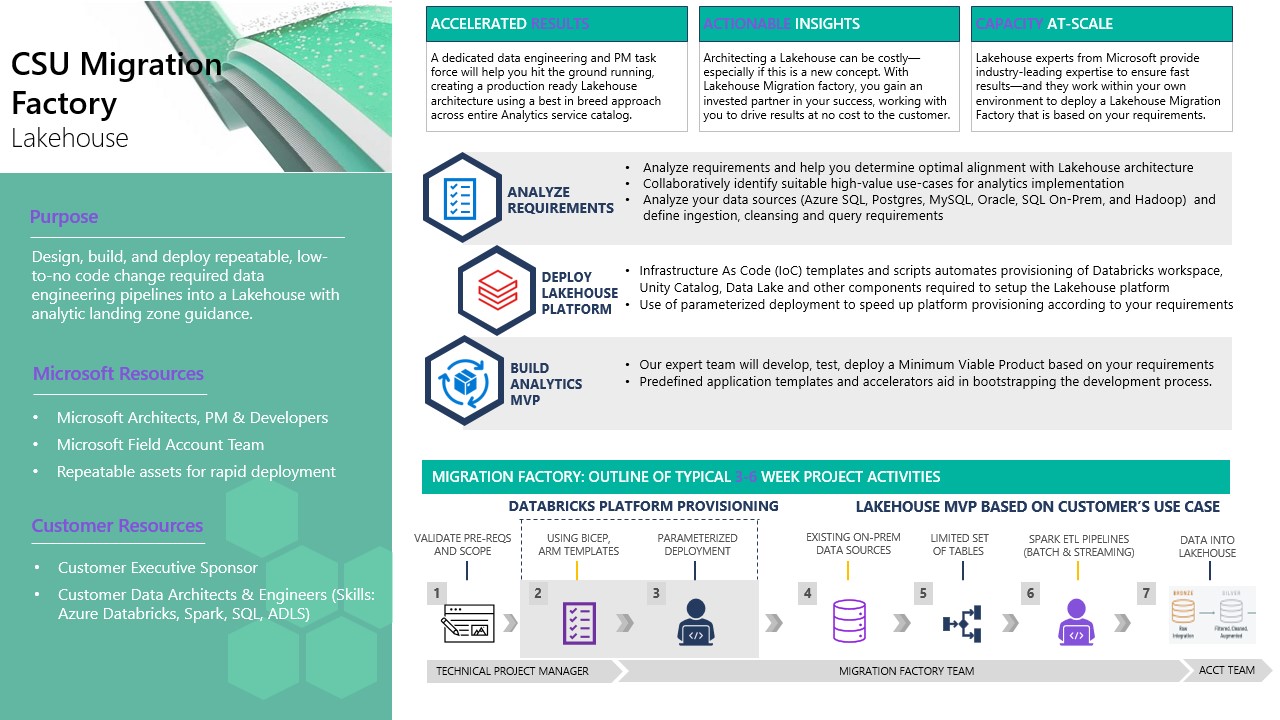 CSU Migration
Factory
Lakehouse
Purpose
Design, build, and deploy repeatable, low-
to-no code change required data
engineering pipelines into a Lakehouse with
analytic landing zone guidance.
Microsoft Resources
• Microsoft Architects, PM & Developers
• Microsoft Field Account Team
• Repeatable assets for rapid deployment
Customer Resources
• Customer Executive Sponsor
• Customer Data Architects & Engineers (Skills:
Azure Databricks, Spark, SQL, ADLS)
ACCELERATED RESULTS
A dedicated data engineering and PM task
force will help you hit the ground running,
creating a production ready Lakehouse
architecture using a best in breed approach
across entire Analytics service catalog.
ACTIONABLE INSIGHTS
Architecting a Lakehouse can be costly—
especially if this is a new concept. With
Lakehouse Migration factory, you gain an
invested partner in your success, working with
you to drive results at no cost to the customer.
CAPACITY AT-SCALE
Lakehouse experts from Microsoft provide
industry-leading expertise to ensure fast
results—and they work within your own
environment to deploy a Lakehouse Migration
Factory that is based on your requirements.
ANALYZE
REQUIREMENTS
• Analyze requirements and help you determine optimal alignment with Lakehouse architecture
• Collaboratively identify suitable high-value use-cases for analytics implementation
• Analyze your data sources (Azure SQL, Postgres, MySQL, Oracle, SQL On-Prem, and Hadoop) and
define ingestion, cleansing and query requirements
DEPLOY
LAKEHOUSE
PLATFORM
• Infrastructure As Code (IoC) templates and scripts automates provisioning of Databricks workspace,
Unity Catalog, Data Lake and other components required to setup the Lakehouse platform
• Use of parameterized deployment to speed up platform provisioning according to your requirements
BUILD
ANALYTICS
MVP
• Our expert team will develop, test, deploy a Minimum Viable Product based on your requirements
• Predefined application templates and accelerators aid in bootstrapping the development process.
MIGRATION FACTORY: OUTLINE OF TYPICAL 3-6 WEEK PROJECT ACTIVITIES
DATABRICKS PLATFORM PROVISIONING
LAKEHOUSE MVP BASED ON CUSTOMER'S USE CASE
VALIDATE PRE-REQS
AND SCOPE
USING BICEP,
ARM TEMPLATES
PARAMETERIZED
DEPLOYMENT
EXISTING ON-PREM
DATA SOURCES
LIMITED SET
OF TABLES
SPARK ETL PIPELINES
(BATCH & STREAMING)
DATA INTO
LAKEHOUSE
1
2
3
4
5
6
7
BRONZE
SILVER
Raw
Integration
Filtered, Cleaned,
Augmented
TECHNICAL PROJECT MANAGER
MIGRATION FACTORY TEAM
ACCT TEAM